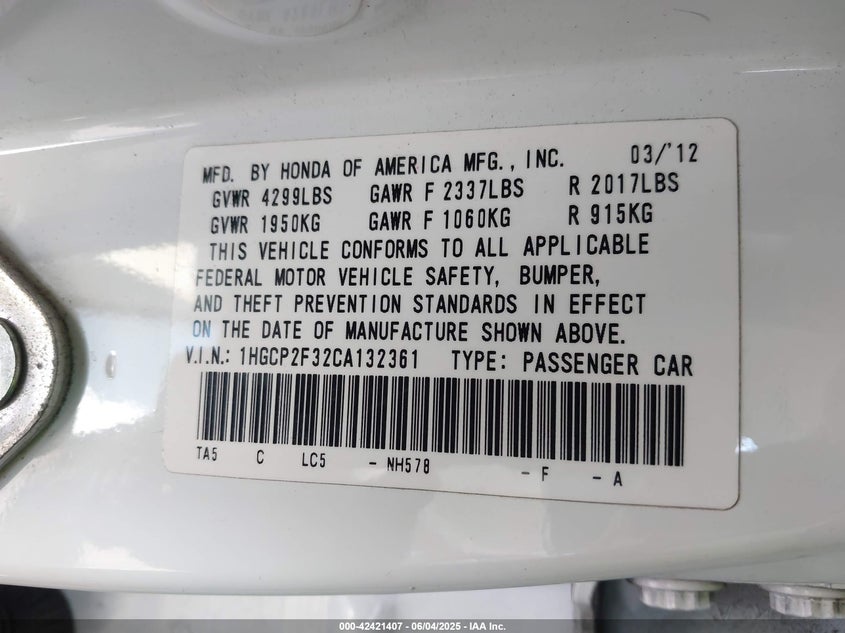 MFD. BY HONDA OF AMERICA MFG., INC. 03/'12
GVWR 4299LBS GAWR F 2337LBS R 2017LBS
GVWR 1950KG GAWR F 1060KG R 915KG
THIS VEHICLE CONFORMS TO ALL APPLICABLE
FEDERAL MOTOR VEHICLE SAFETY, BUMPER,
AND THEFT PREVENTION STANDARDS IN EFFECT
ON THE DATE OF MANUFACTURE SHOWN ABOVE.
V.I.N.: 1HGCP2F32CA132361 TYPE: PASSENGER CAR
TA5 C LC5 - NH578 - F - A
000-42421407 - 06/04/2025 - IAA Inc.